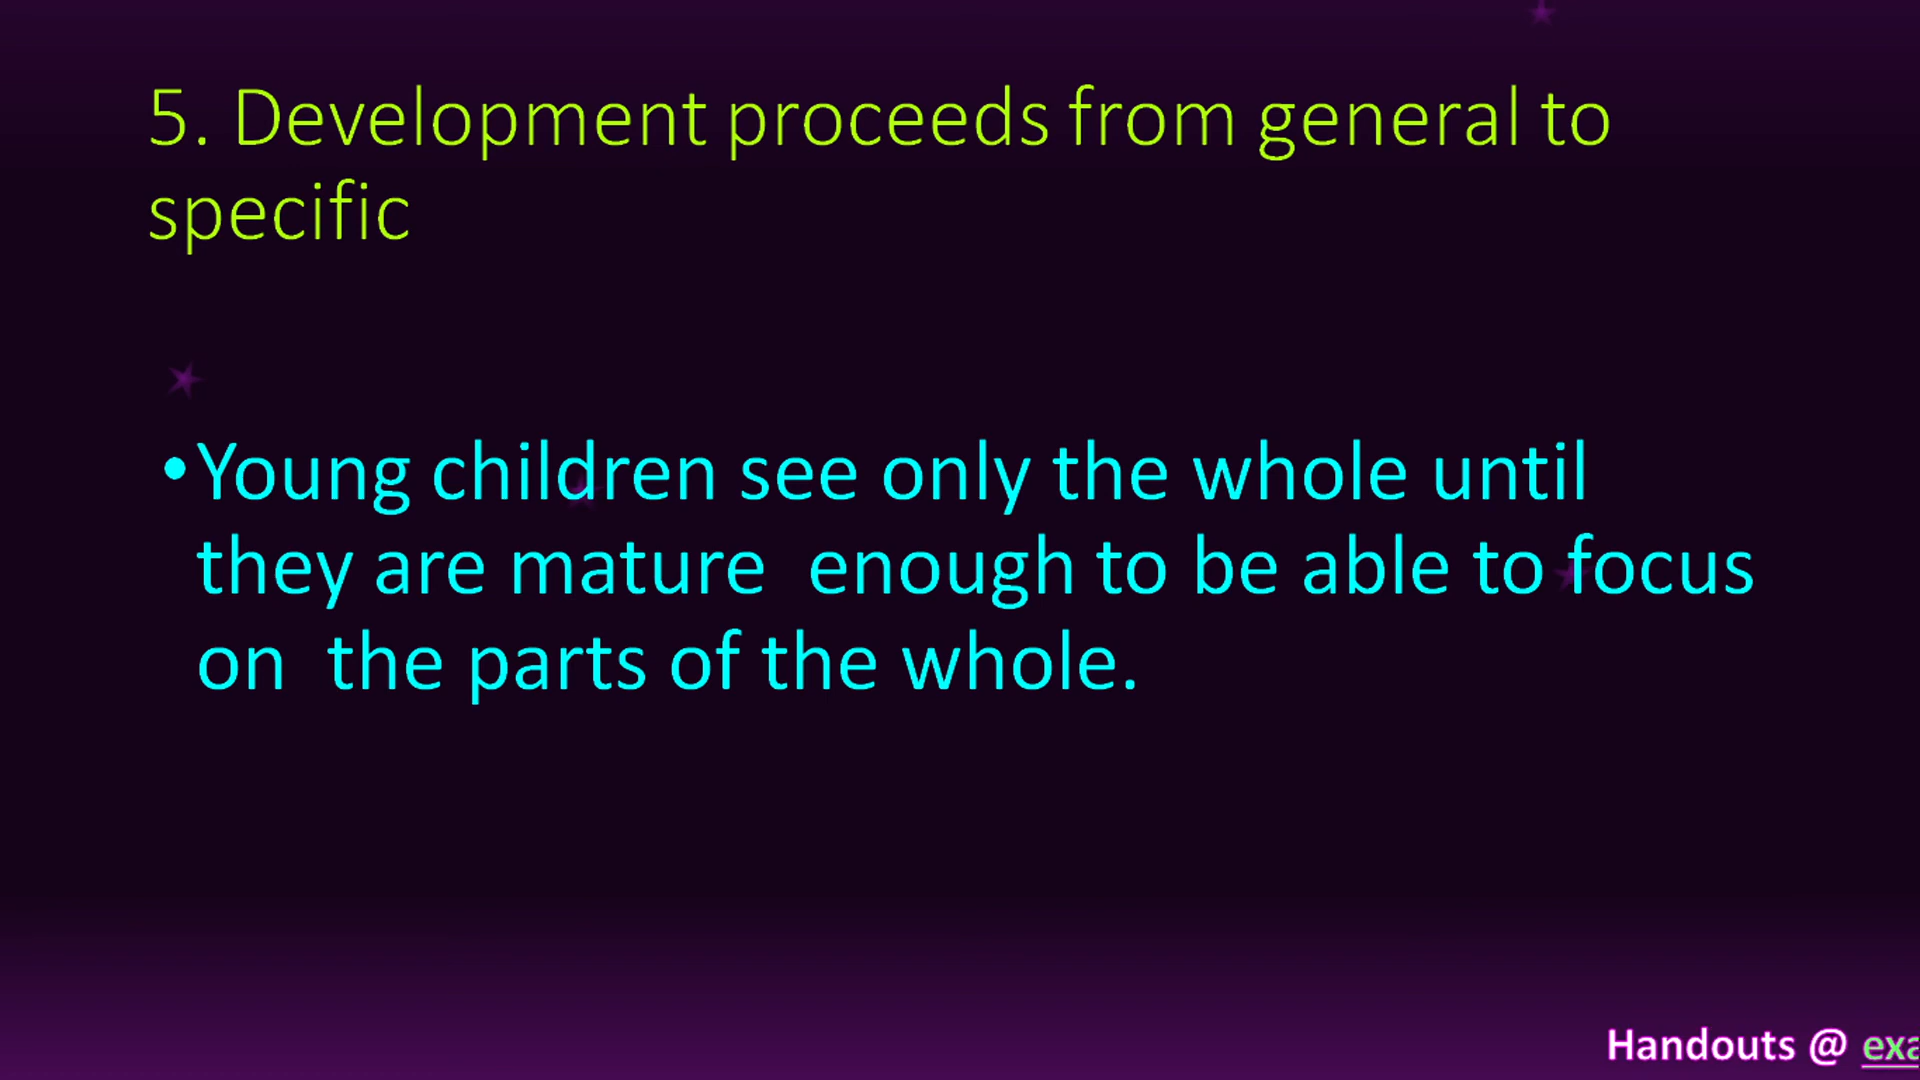 5. Development proceeds from general to
specific
•Young children see only the whole until
they are mature  enough to be able to focus
on  the parts of the whole.
Handouts @ exa